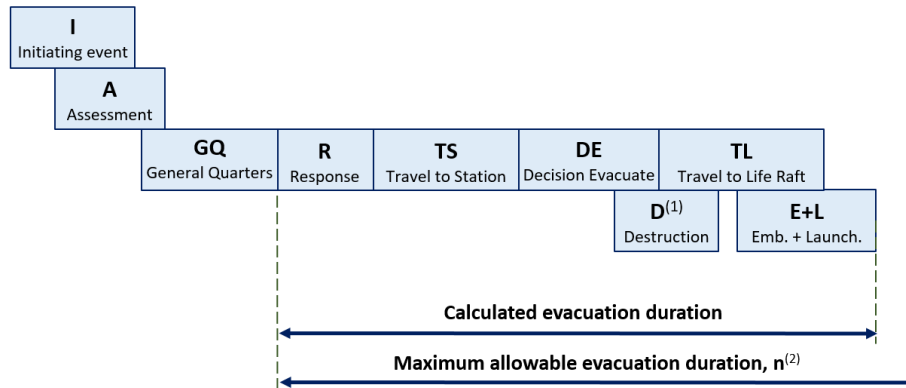 I
Initiating event
A
Assessment
GQ
General Quarters
R
Response
TS
Travel to Station
DE
Decision Evacuate
TL
Travel to Life Raft
D(1)
Destruction
E+L
Emb. + Launch.
Calculated evacuation duration
Maximum allowable evacuation duration, n(2)